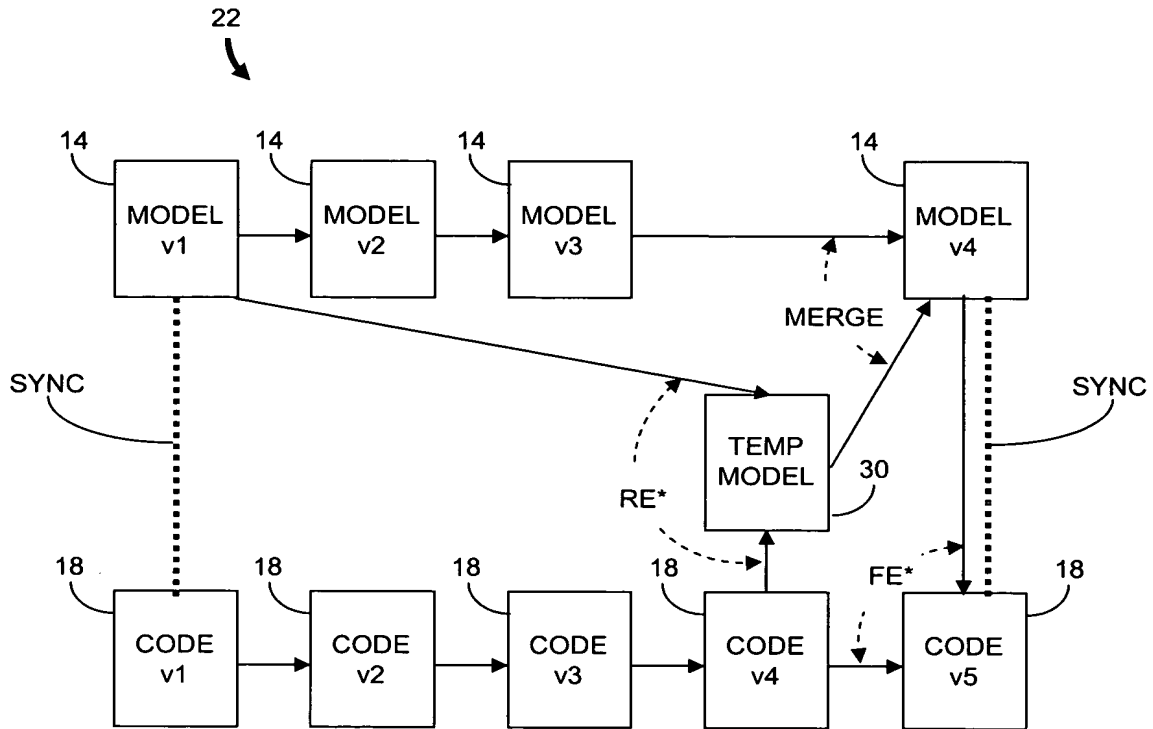 22
14
14
14
14
MODEL
v1
MODEL
v2
MODEL
v3
MODEL
v4
MERGE
SYNC
SYNC
TEMP
MODEL
30
RE*
FE*
18
18
18
18
18
CODE
v1
CODE
v2
CODE
v3
CODE
v4
CODE
v5